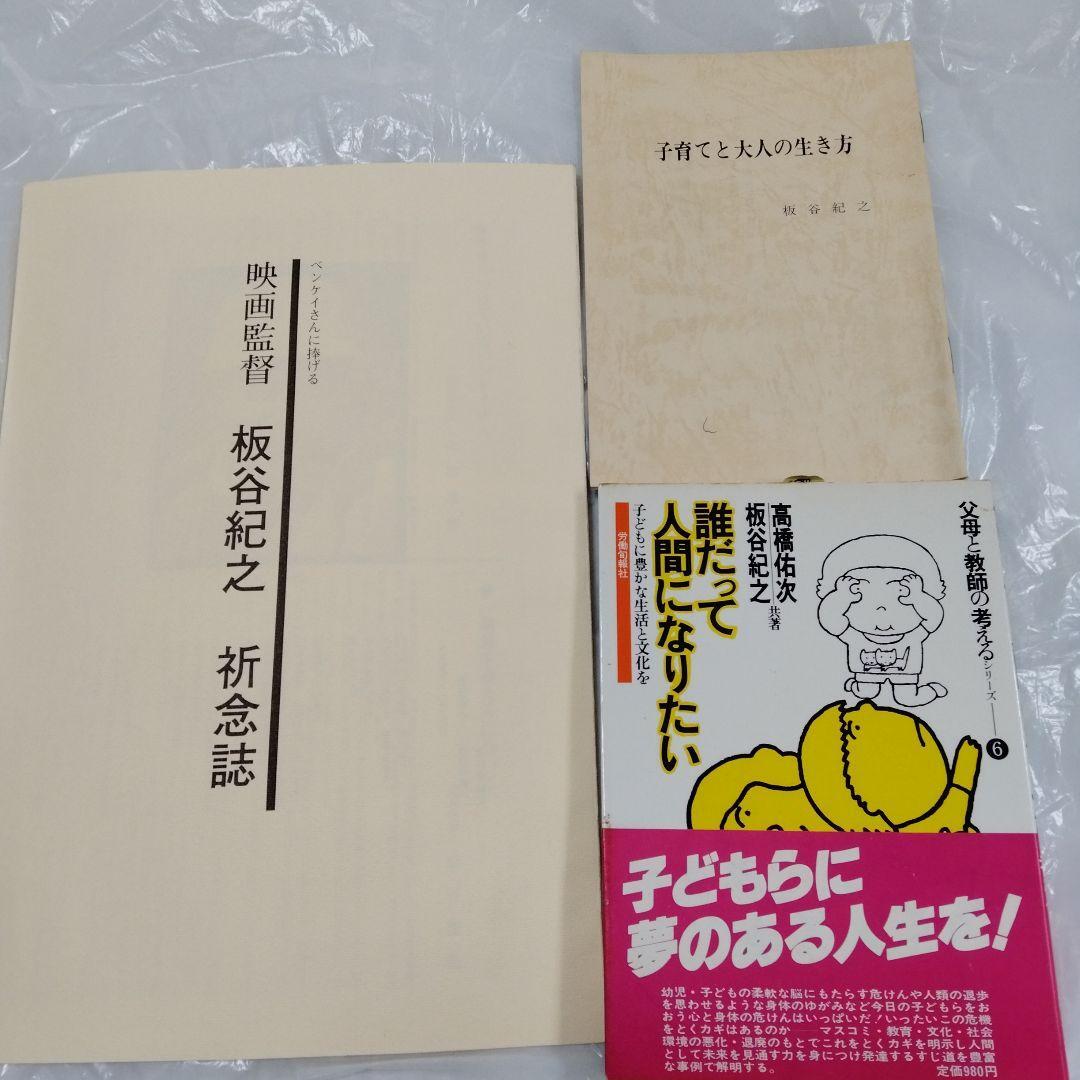 ベンケイさんに捧げる
映画監督 板谷紀之 祈念誌
子育てと大人の生き方
板谷紀之
父母と教師の考えるシリーズ——6
高橋佑次
板谷紀之
共著
誰だって
人間になりたい
子どもに豊かな生活と文化を
労働旬報社
子どもらに
夢のある人生を!
幼児・子どもの柔軟な脳にもたらす危けんや人類の退歩
を思わせるような身体のゆがみなど今日の子どもらをお
おう心と身体の危けんはいっぱいだ!いったいこの危機
をとくカギはあるのか——マスコミ・教育・文化・社会
環境の悪化・退廃のもとでこれをとくカギを明示し人間
として未来を見通す力を身につけ発達するすじ道を豊富
な事例で解明する。
定価980円